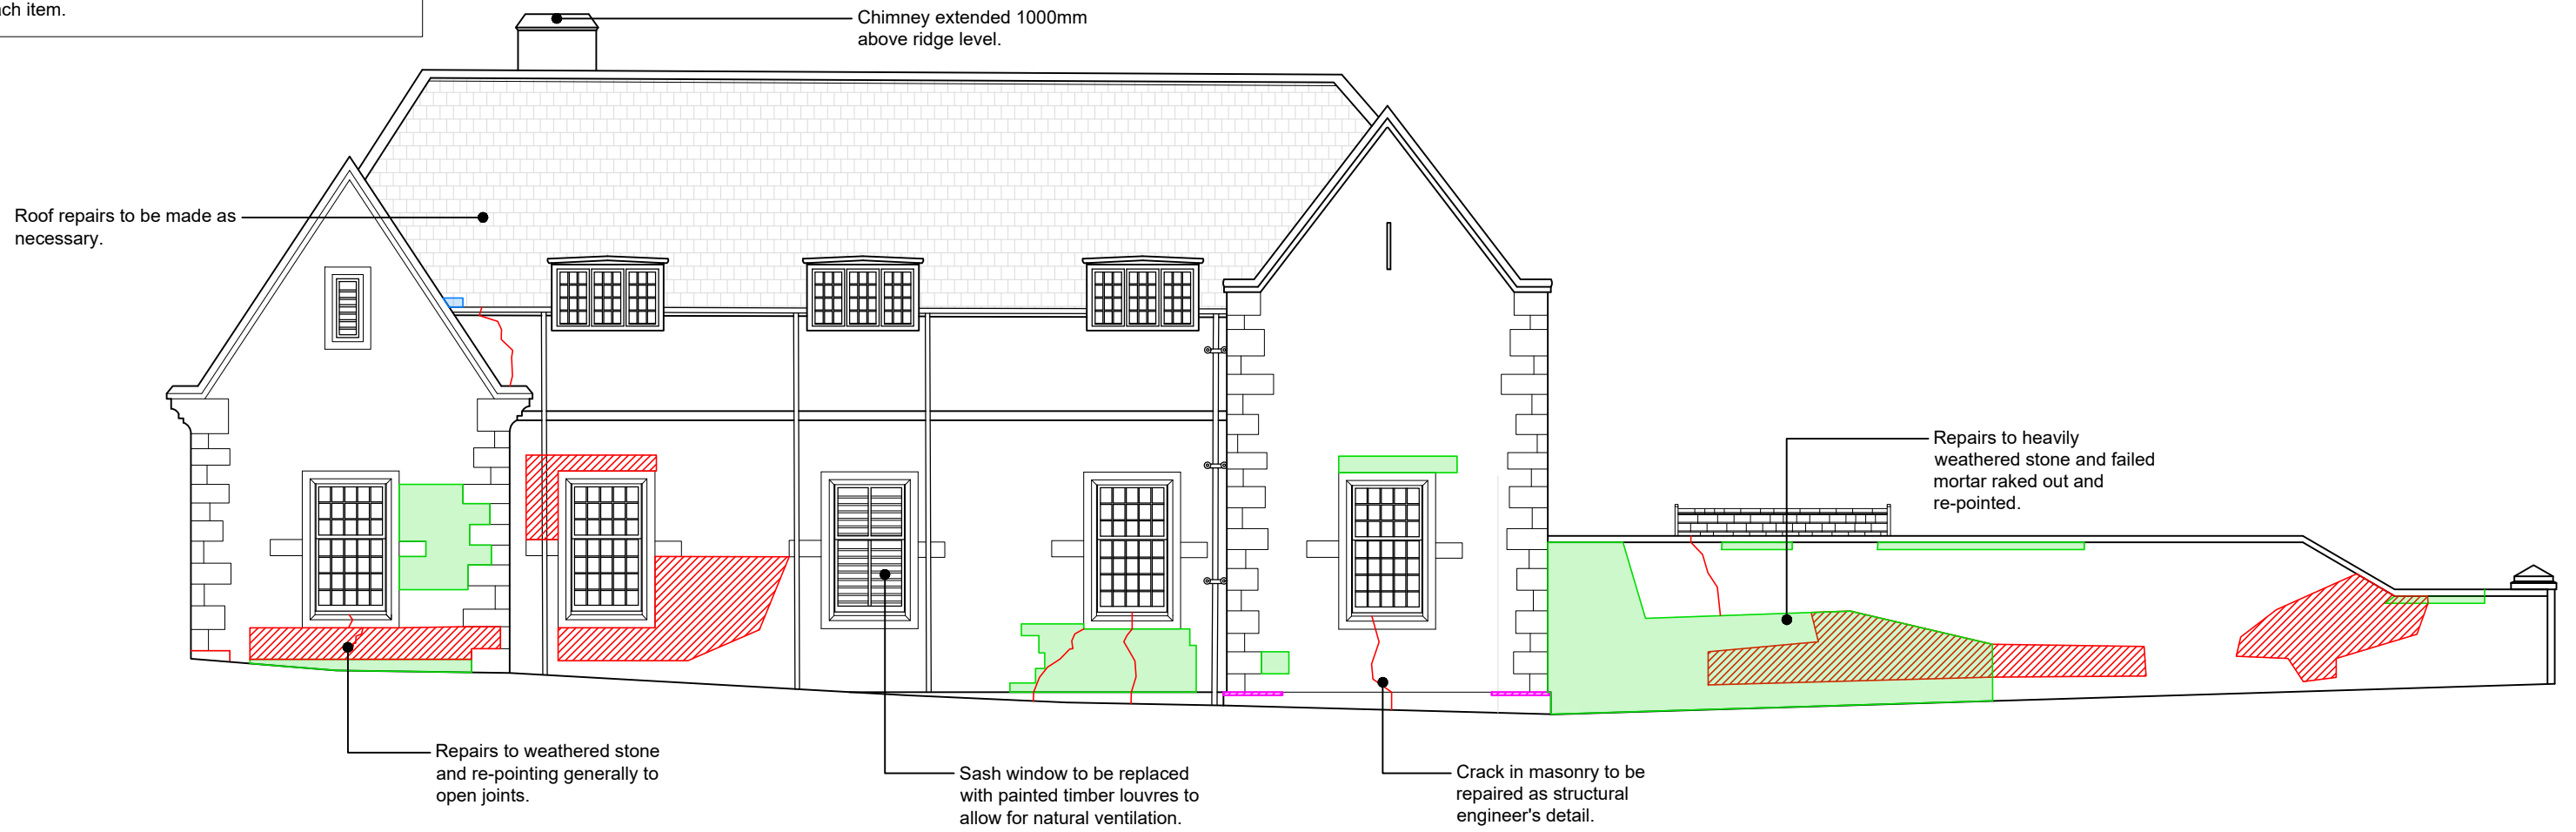 ach item.
Chimney extended 1000mm
above ridge level.
Roof repairs to be made as
necessary.
Repairs to heavily
weathered stone and failed
mortar raked out and
re-pointed.
Repairs to weathered stone
and re-pointing generally to
open joints.
Sash window to be replaced
with painted timber louvres to
allow for natural ventilation.
Crack in masonry to be
repaired as structural
engineer's detail.